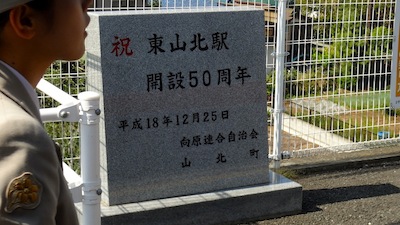 祝 東山北駅
開設50周年
平成18年12月25日
向原連合自治会
山北町